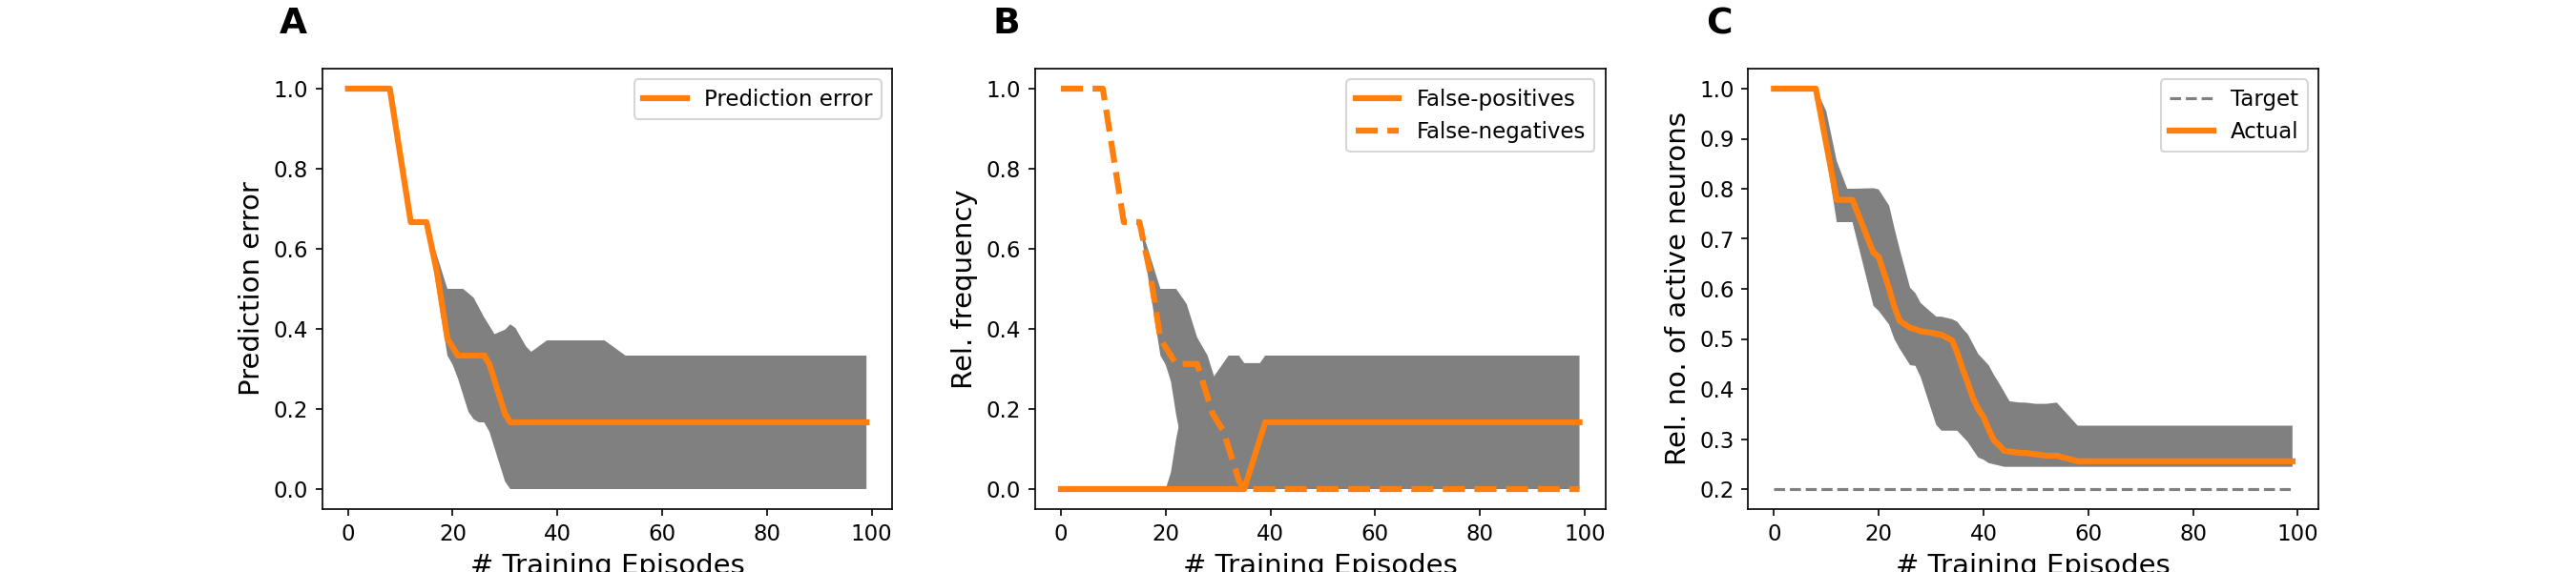 A
Prediction error
1.0
0.8
0.6
0.4
0.2
0.0
0 20 40 60 80 100
# Training Episodes
Prediction error
B
False-positives
False-negatives
1.0
0.8
0.6
0.4
0.2
0.0
0 20 40 60 80 100
# Training Episodes
Rel. frequency
C
Target
Actual
1.0
0.9
0.8
0.7
0.6
0.5
0.4
0.3
0.2
0 20 40 60 80 100
# Training Episodes
Rel. no. of active neurons